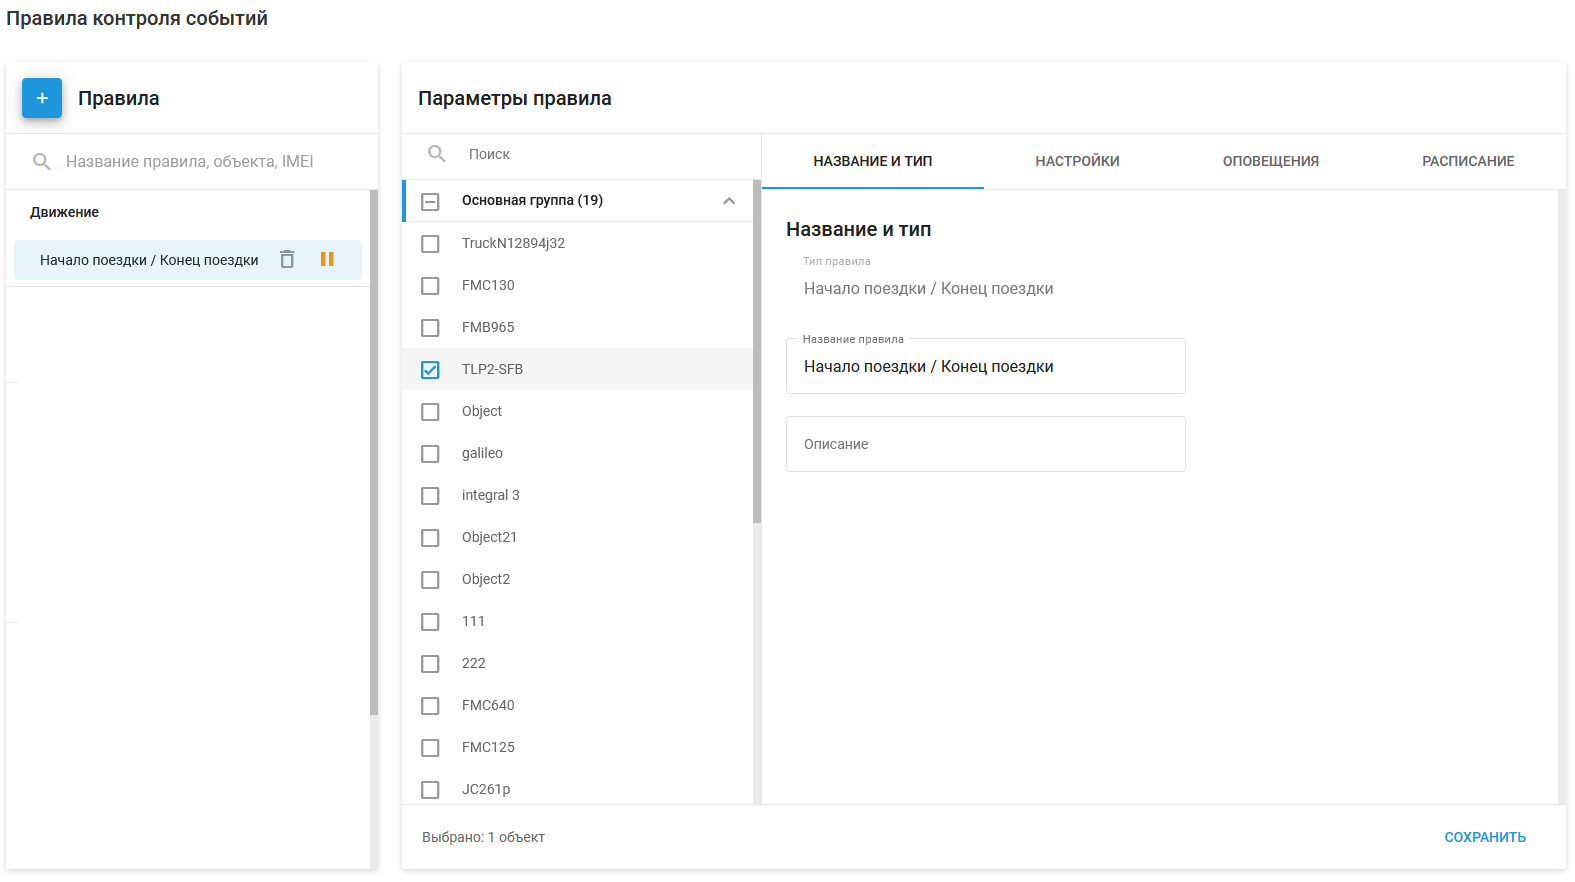 Правила контроля событий
+ Правила
Название правила, объекта, IMEI
Движение
Начало поездки / Конец поездки
Параметры правила
Поиск
Основная группа (19)
TruckN12894j32
FMC130
FMB965
TLP2-SFB
Object
galileo
integral 3
Object21
Object2
111
222
FMC640
FMC125
JC261p
Выбрано: 1 объект
НАЗВАНИЕ И ТИП НАСТРОЙКИ ОПОВЕЩЕНИЯ РАСПИСАНИЕ
Название и тип
Тип правила
Начало поездки / Конец поездки
Название правила
Начало поездки / Конец поездки
Описание
СОХРАНИТЬ